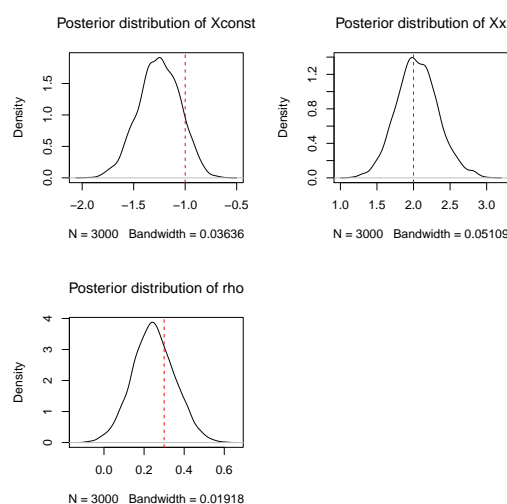 Posterior distribution of Xconst
Density
0.0 0.5 1.0 1.5
−2.0 −1.5 −1.0 −0.5
N = 3000 Bandwidth = 0.03636
Posterior distribution of Xx
Density
0.0 0.4 0.8 1.2
1.0 1.5 2.0 2.5 3.0
N = 3000 Bandwidth = 0.05109
Posterior distribution of rho
Density
0 1 2 3 4
0.0 0.2 0.4 0.6
N = 3000 Bandwidth = 0.01918